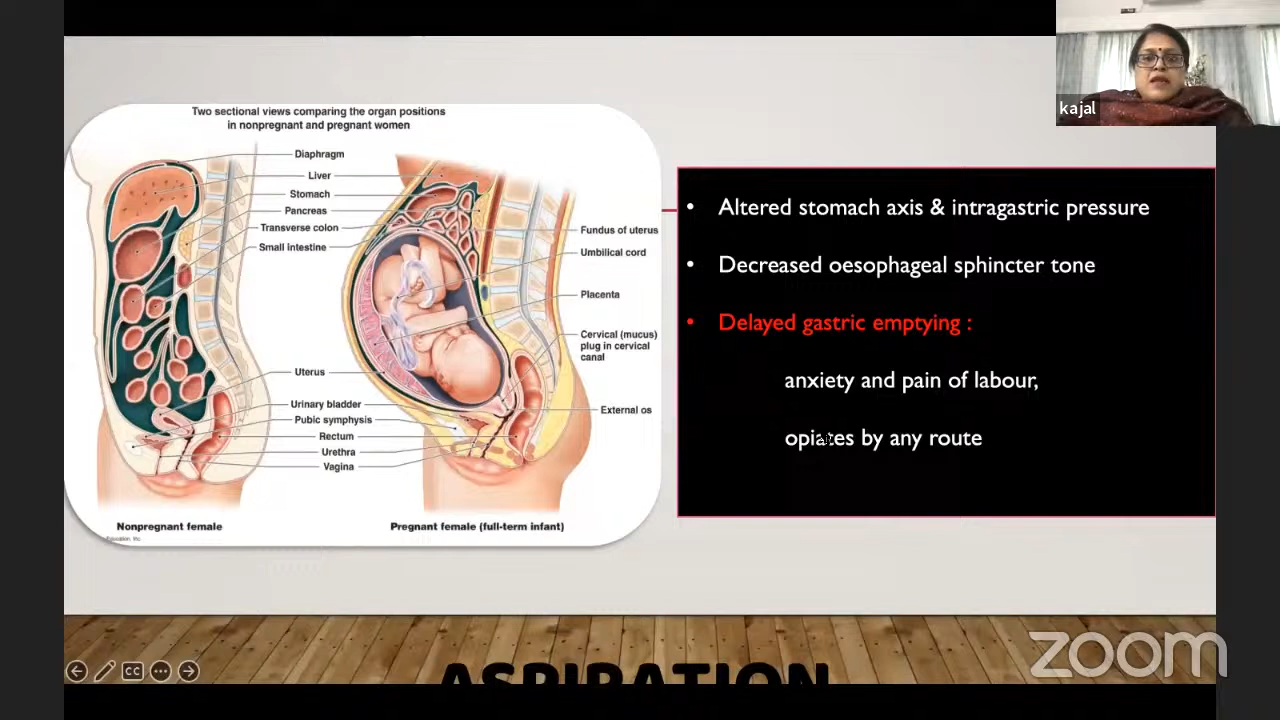 kajal
Two sectional views comparing the organ positions
in nonpregnant and pregnant women
Diaphragm
Liver
Stomach
Pancreas
Transverse colon
Small intestine
Uterus
Urinary bladder
Pubic symphysis
Rectum
Urethra
Vagina
Fundus of uterus
Umbilical cord
Placenta
Cervical (mucus)
plug in cervical
canal
External os
Nonpregnant female
Pregnant female (full-term infant)
Education, Inc.
• Altered stomach axis & intragastric pressure
• Decreased oesophageal sphincter tone
• Delayed gastric emptying :
anxiety and pain of labour,
opiates by any route
ASPIRATION
CC
zoom